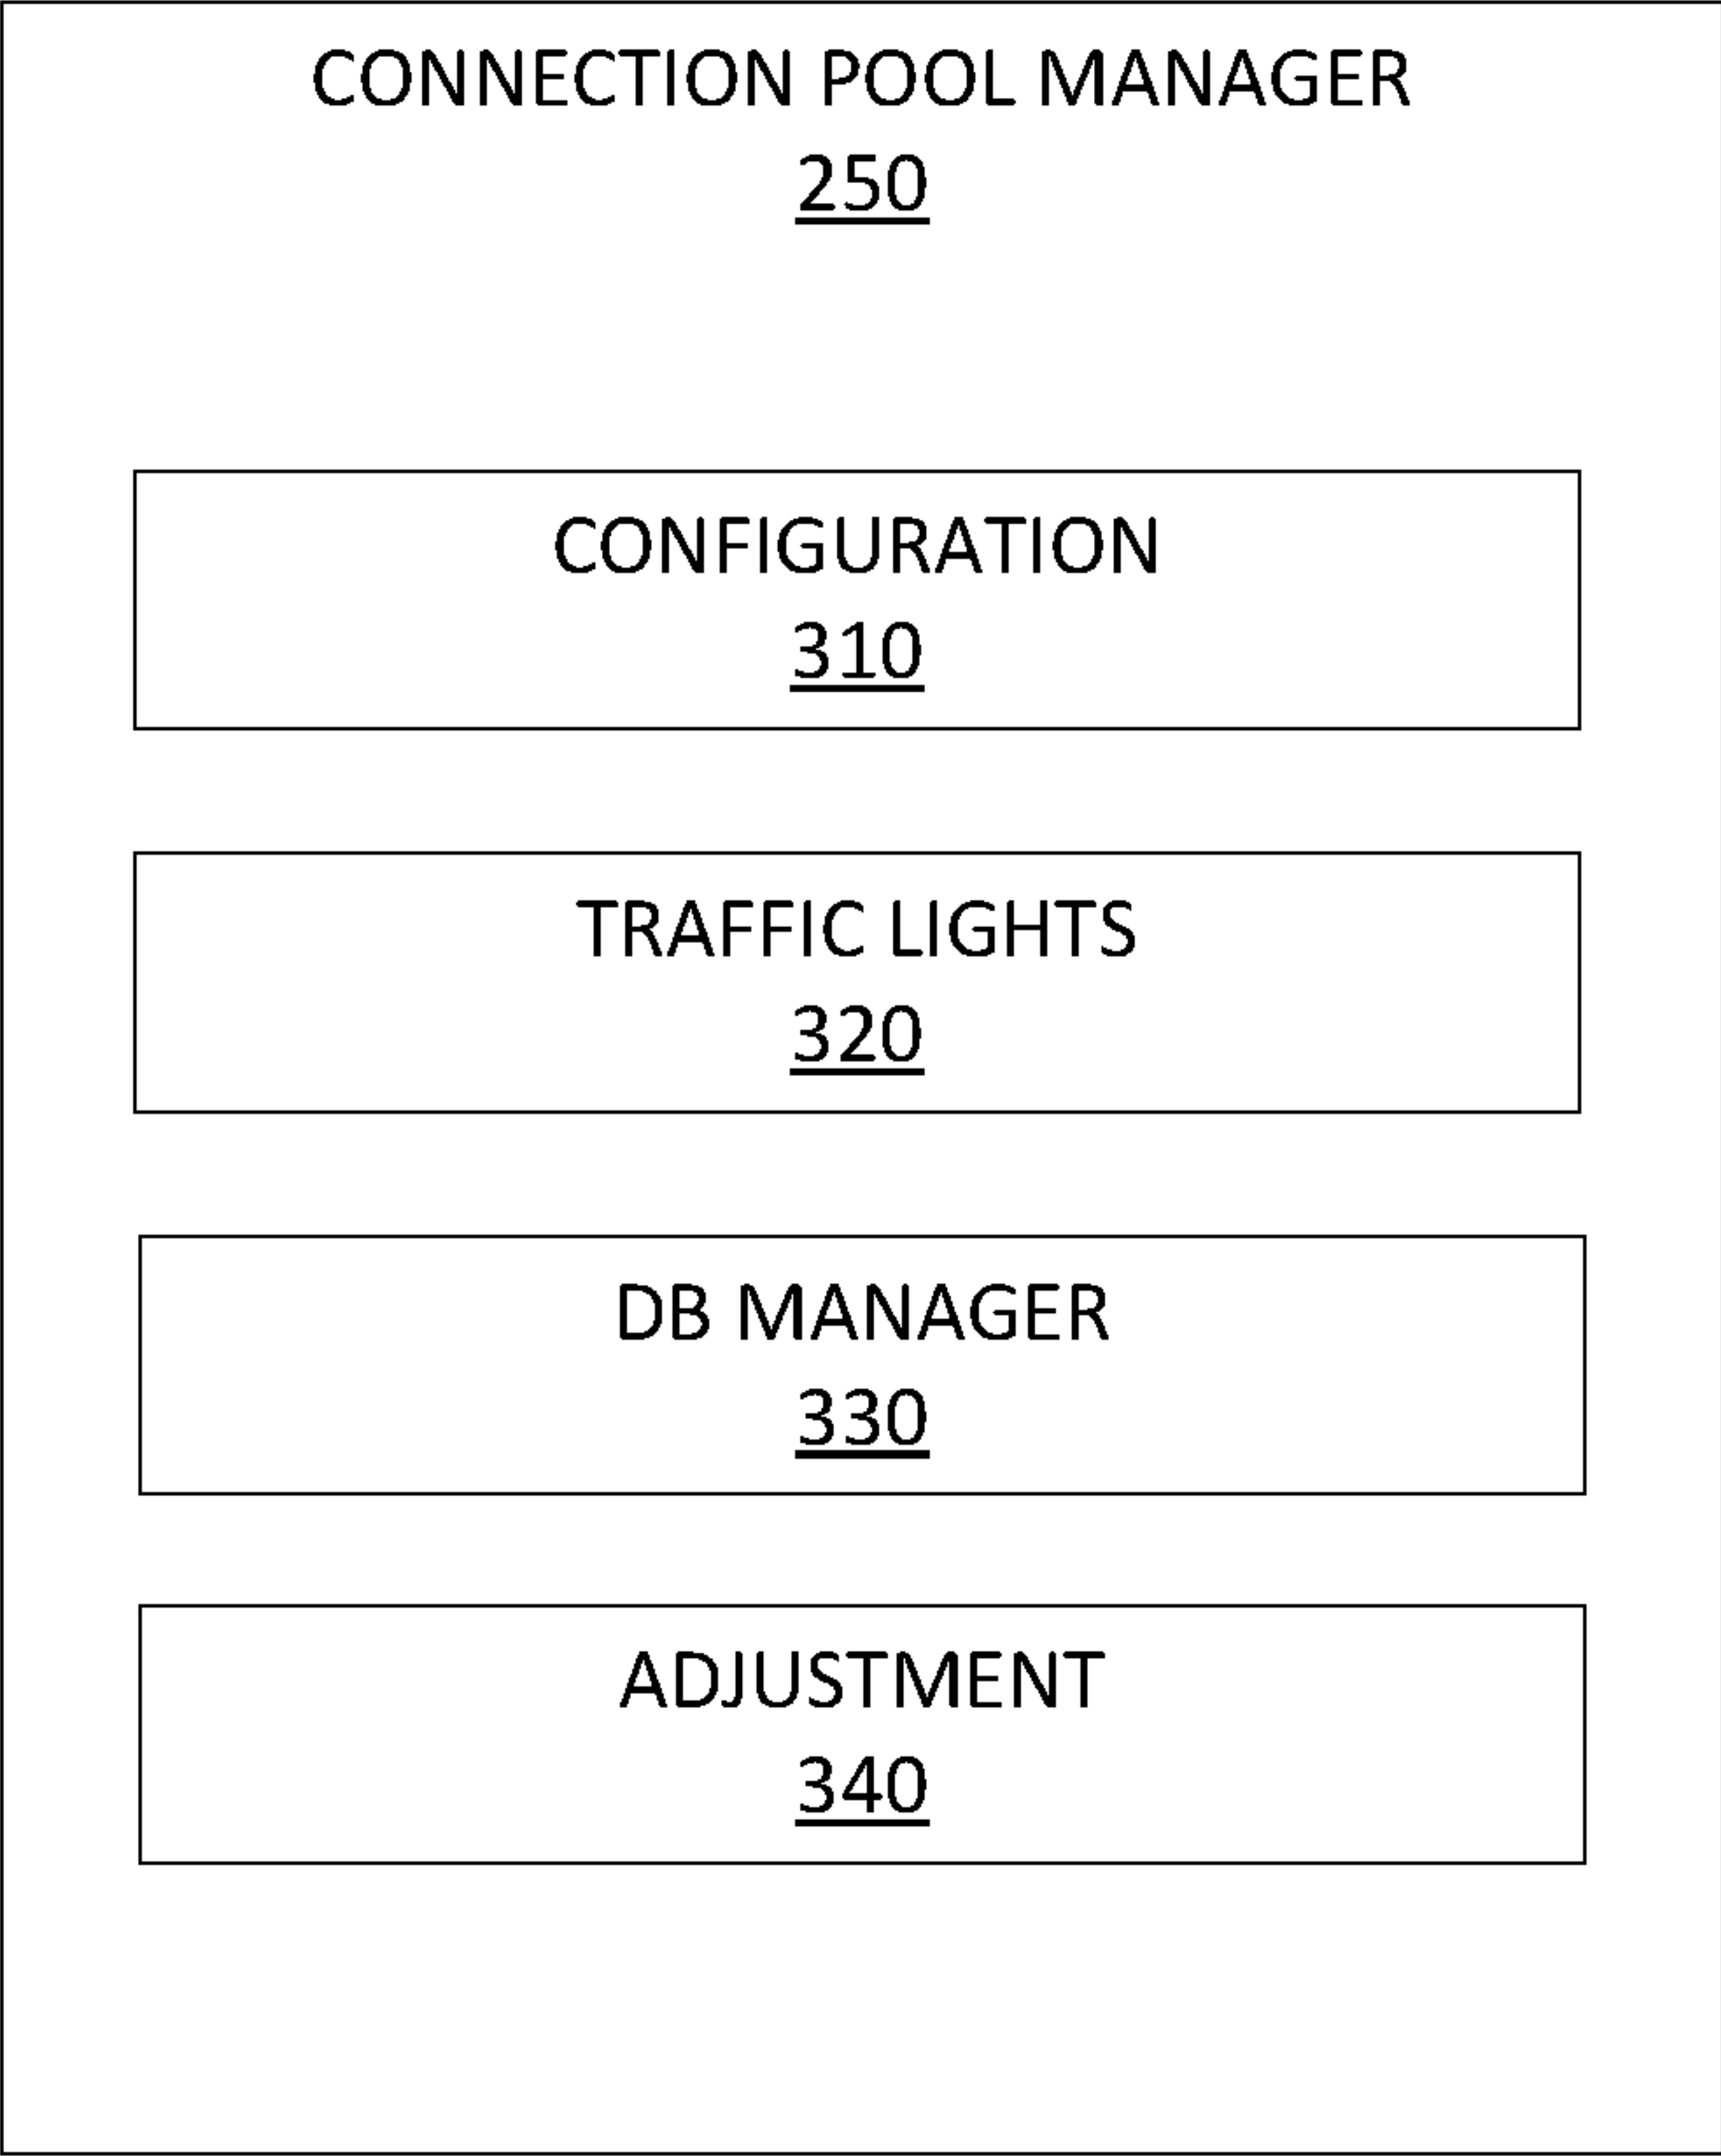 CONNECTION POOL MANAGER
250
CONFIGURATION
310
TRAFFIC LIGHTS
320
DB MANAGER
330
ADJUSTMENT
340